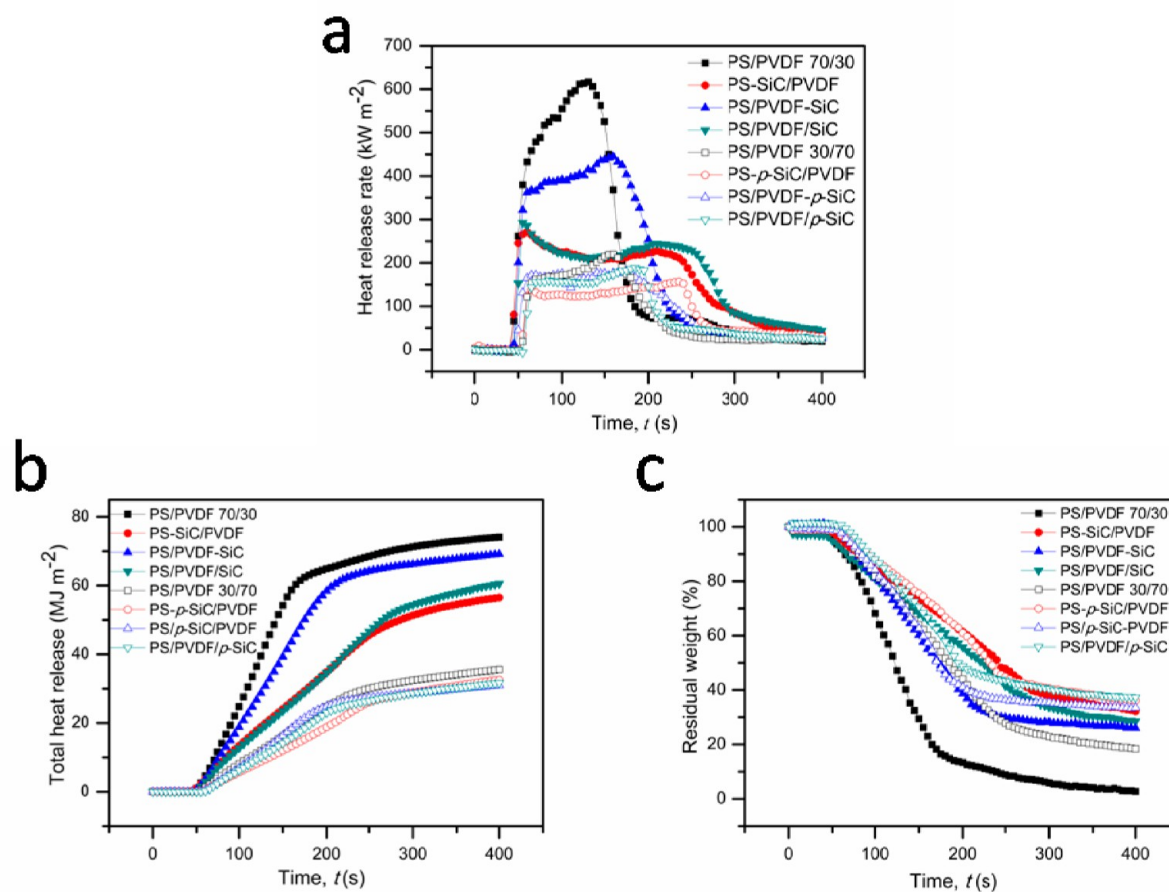 a
700
600
500
400
300
200
100
0
Heat release rate (kW m-2)
PS/PVDF 70/30
PS-SiC/PVDF
PS/PVDF-SiC
PS/PVDF/SiC
PS/PVDF 30/70
PS-p-SiC/PVDF
PS/PVDF-p-SiC
PS/PVDF/p-SiC
0 100 200 300 400
Time, t (s)
b
80
60
40
20
0
Total heat release (MJ m-2)
PS/PVDF 70/30
PS-SiC/PVDF
PS/PVDF-SiC
PS/PVDF/SiC
PS/PVDF 30/70
PS-p-SiC/PVDF
PS/p-SiC/PVDF
PS/PVDF/p-SiC
0 100 200 300 400
Time, t (s)
c
100
80
60
40
20
0
Residual weight (%)
PS/PVDF 70/30
PS-SiC/PVDF
PS/PVDF-SiC
PS/PVDF/SiC
PS/PVDF 30/70
PS-p-SiC/PVDF
PS/p-SiC-PVDF
PS/PVDF/p-SiC
0 100 200 300 400
Time, t (s)